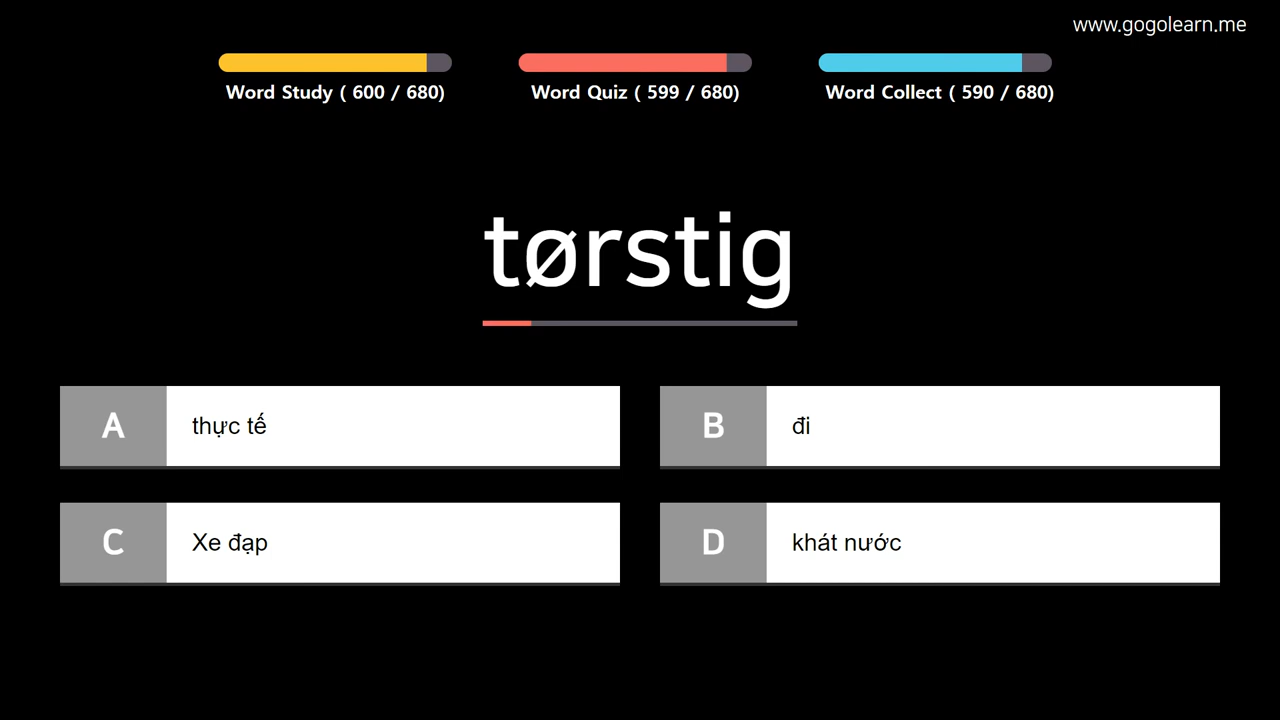 www.gogolearn.me
Word Study ( 600 / 680)
Word Quiz ( 599 / 680)
Word Collect ( 590 / 680)
tørstig
A thực tế
B đi
C Xe đạp
D khát nước